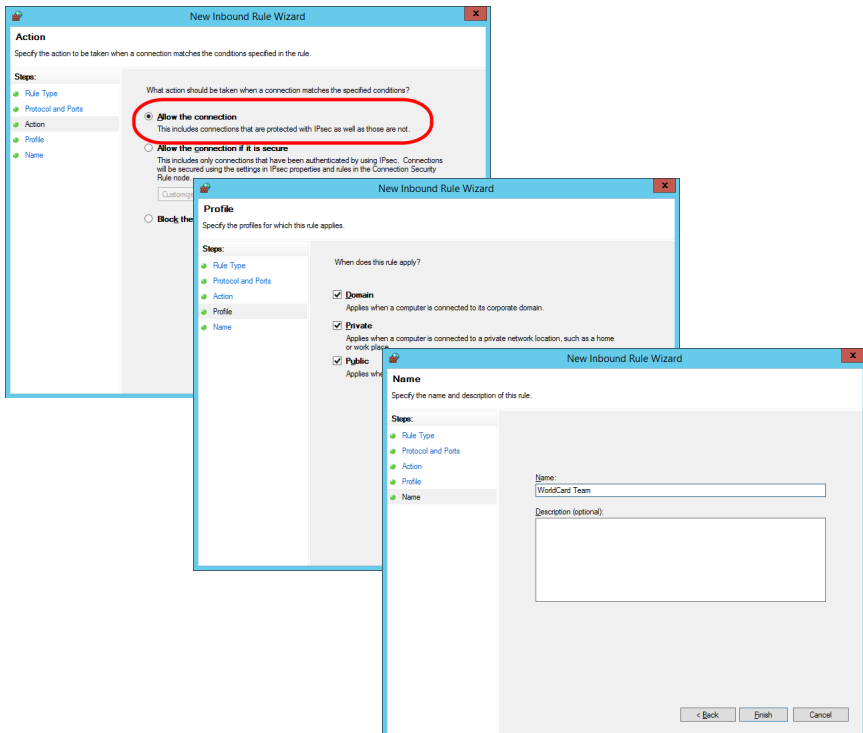 New Inbound Rule Wizard
x
Action
Specify the action to be taken when a connection matches the conditions specified in the rule.
Steps:
Rule Type
Protocol and Ports
Action
Profile
Name
What action should be taken when a connection matches the specified conditions?
Allow the connection
This includes connections that are protected with IPsec as well as those are not.
Allow the connection if it is secure
This includes only connections that have been authenticated by using IPsec. Connections
will be secured using the settings in IPsec properties and rules in the Connection Security
Rule node.
Block the
New Inbound Rule Wizard
x
Profile
Specify the profiles for which this rule applies.
Steps:
Rule Type
Protocol and Ports
Action
Profile
Name
When does this rule apply?
Domain
Applies when a computer is connected to its corporate domain.
Private
Applies when a computer is connected to a private network location, such as a home
or work place.
Public
Applies
New Inbound Rule Wizard
x
Name
Specify the name and description of this rule.
Steps:
Rule Type
Protocol and Ports
Action
Profile
Name
Name:
WorldCard Team
Description (optional):
< Back
Finish
Cancel